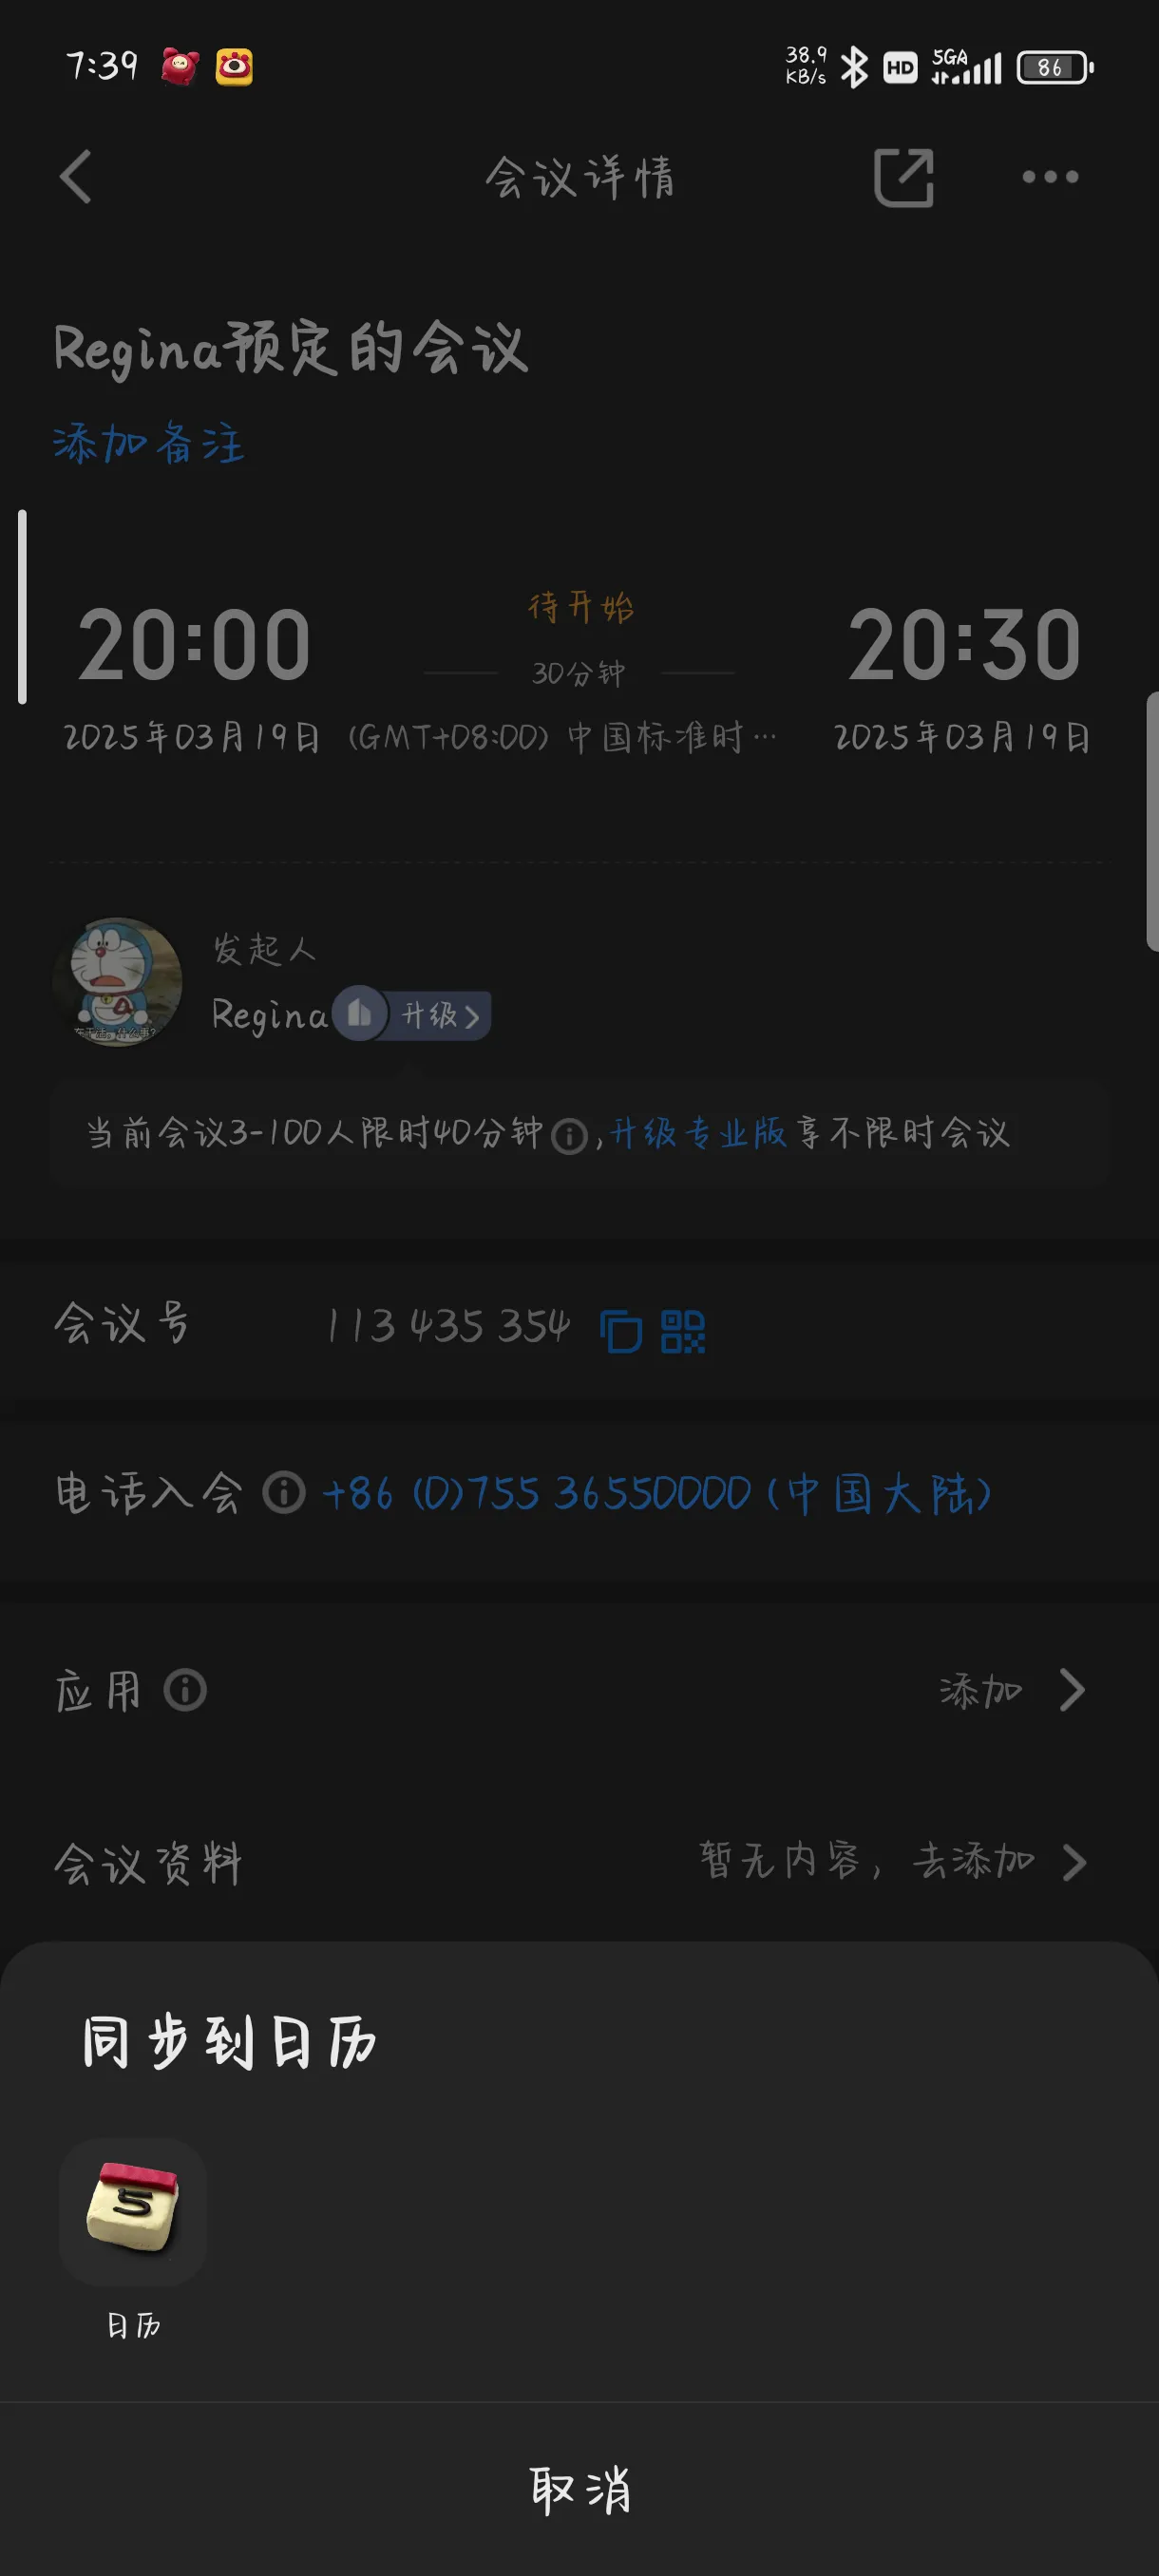 7:39
38.9 KB/s HD 5GA 86
会议详情
Regina预定的会议
添加备注
20:00 待开始 20:30
30分钟
2025年03月19日 (GMT+08:00) 中国标准时… 2025年03月19日
发起人
Regina 升级
当前会议3-100人限时40分钟,升级专业版享不限时会议
会议号 113 435 354
电话入会 +86 (0)755 36550000 (中国大陆)
应用 添加
会议资料 暂无内容，去添加
同步到日历
5
日历
取消